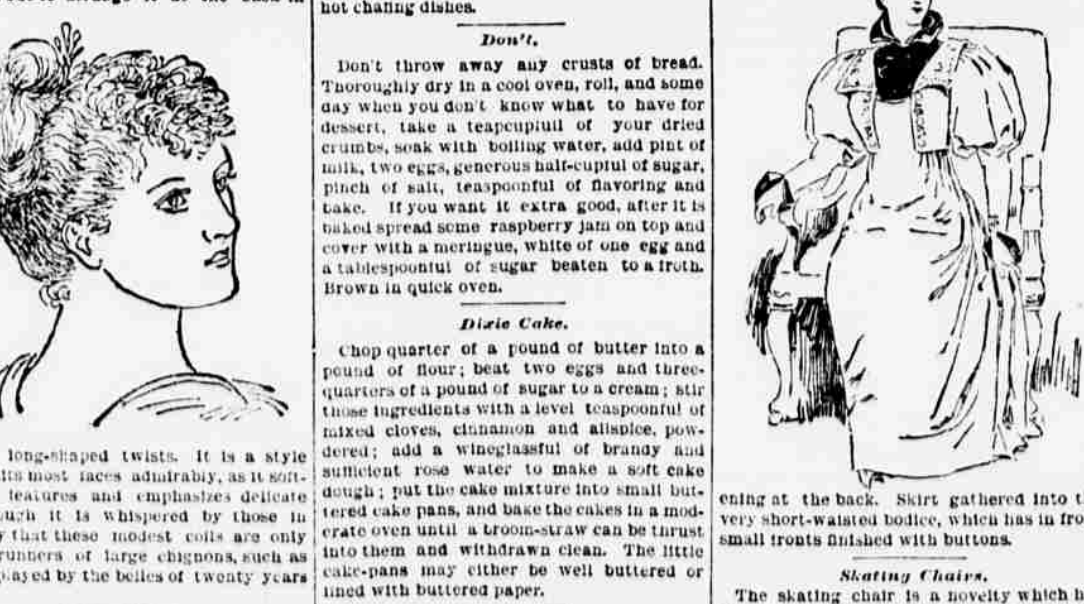 long-shaped twists. It is a style
its most faces admirably, as it soft-
features and emphasizes delicate
ugh it is whispered by those in
y that these modest coils are only
runners of large chignons, such as
played by the belles of twenty years
hot chafing dishes.
Don't.
Don't throw away any crusts of bread.
Thoroughly dry in a cool oven, roll, and some
day when you don't know what to have for
dessert, take a teacupfull of your dried
crumbs, soak with boiling water, add pint of
milk, two eggs, generous half-cupful of sugar,
pinch of salt, teaspoonful of flavoring and
bake. If you want it extra good, after it is
baked spread some raspberry jam on top and
cover with a meringue, white of one egg and
a tablespoonful of sugar beaten to a froth.
Brown in quick oven.
Dixie Cake.
Chop quarter of a pound of butter into a
pound of flour; beat two eggs and three-
quarters of a pound of sugar to a cream; stir
those ingredients with a level teaspoonful of
mixed cloves, cinnamon and allspice, pow-
dered; add a wineglassful of brandy and
sufficient rose water to make a soft cake
dough; put the cake mixture into small but-
tered cake pans, and bake the cakes in a mod-
erate oven until a broom-straw can be thrust
into them and withdrawn clean. The little
cake-pans may either be well buttered or
lined with buttered paper.
ening at the back. Skirt gathered into t
very short-waisted bodice, which has in fro
small fronts finished with buttons.
Skating Chairs.
The skating chair is a novelty which h